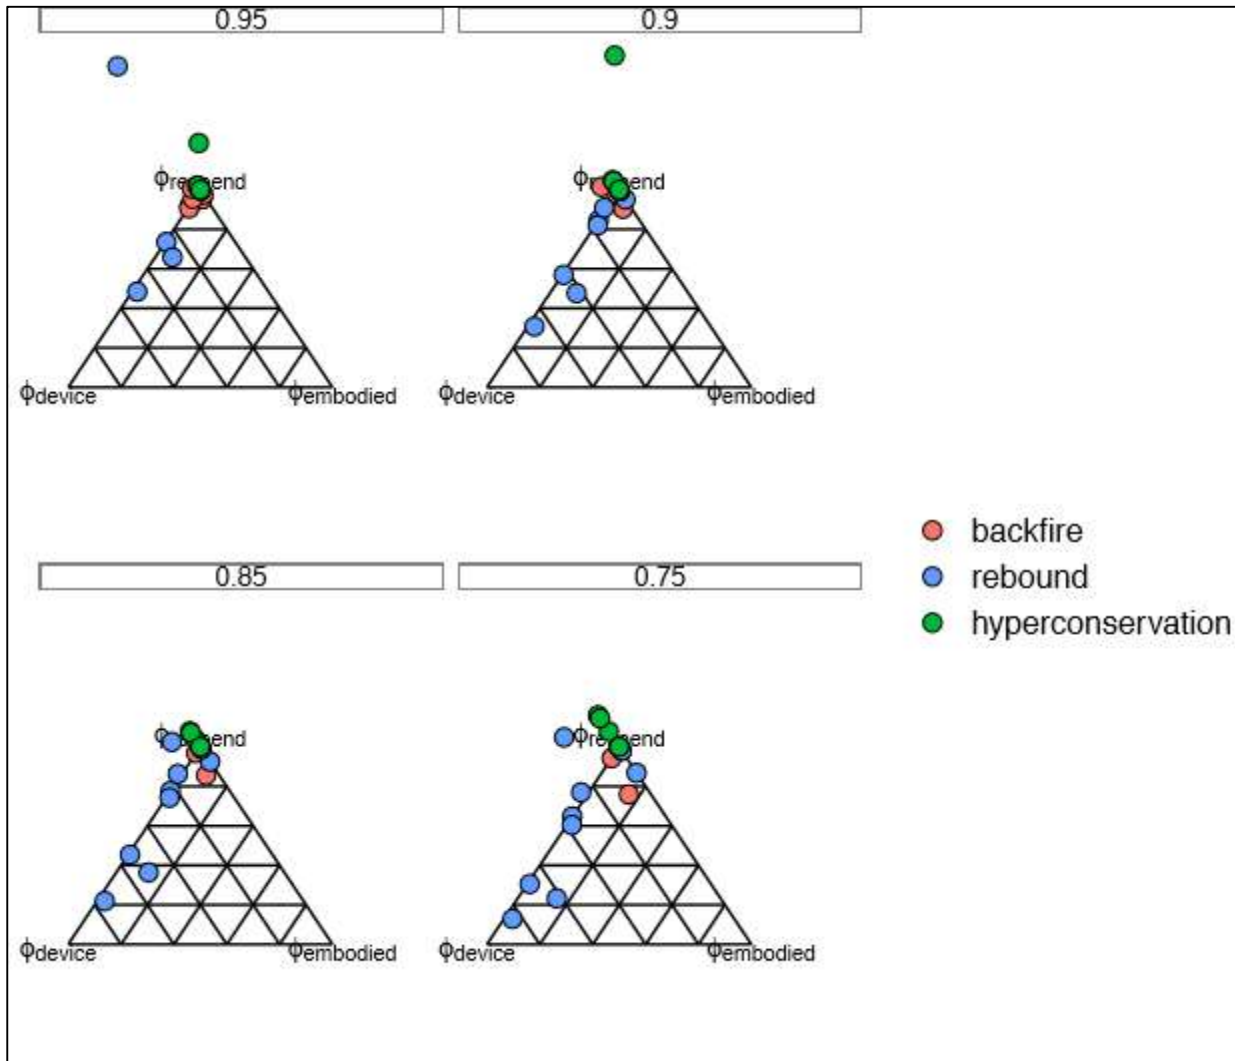 0.95
0.9
ϕdevice
ϕembodied
ϕdevice
ϕembodied
backfire
rebound
hyperconservation
0.85
0.75
ϕdevice
ϕembodied
ϕdevice
ϕembodied